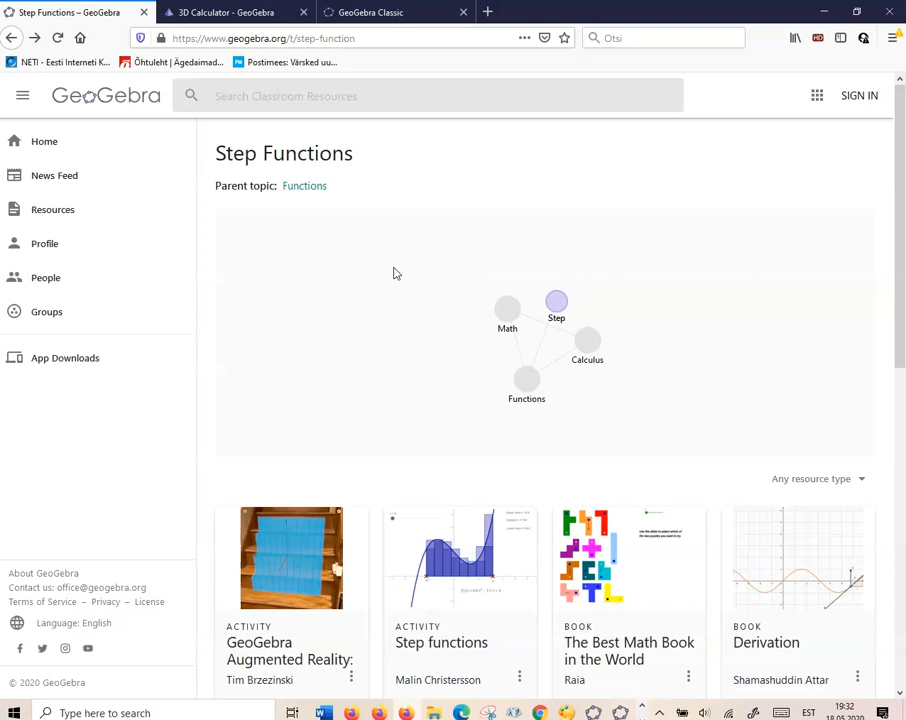 Step Functions – GeoGebra
3D Calculator - GeoGebra
GeoGebra Classic
https://www.geogebra.org/t/step-function
Otsi
NETI - Eesti Interneti K...
Õhtuleht | Ägedaimad...
Postimees: Värsked uu...
GeoGebra
Search Classroom Resources
SIGN IN
Home
News Feed
Resources
Profile
People
Groups
App Downloads
Step Functions
Parent topic: Functions
Step
Math
Calculus
Functions
Any resource type
ACTIVITY
GeoGebra
Augmented Reality:
Tim Brzezinski
ACTIVITY
Step functions
Malin Christersson
BOOK
The Best Math Book
in the World
Raia
BOOK
Derivation
Shamashuddin Attar
About GeoGebra
Contact us: office@geogebra.org
Terms of Service – Privacy – License
Language: English
© 2020 GeoGebra
Type here to search
EST
19:32
18.05.2020